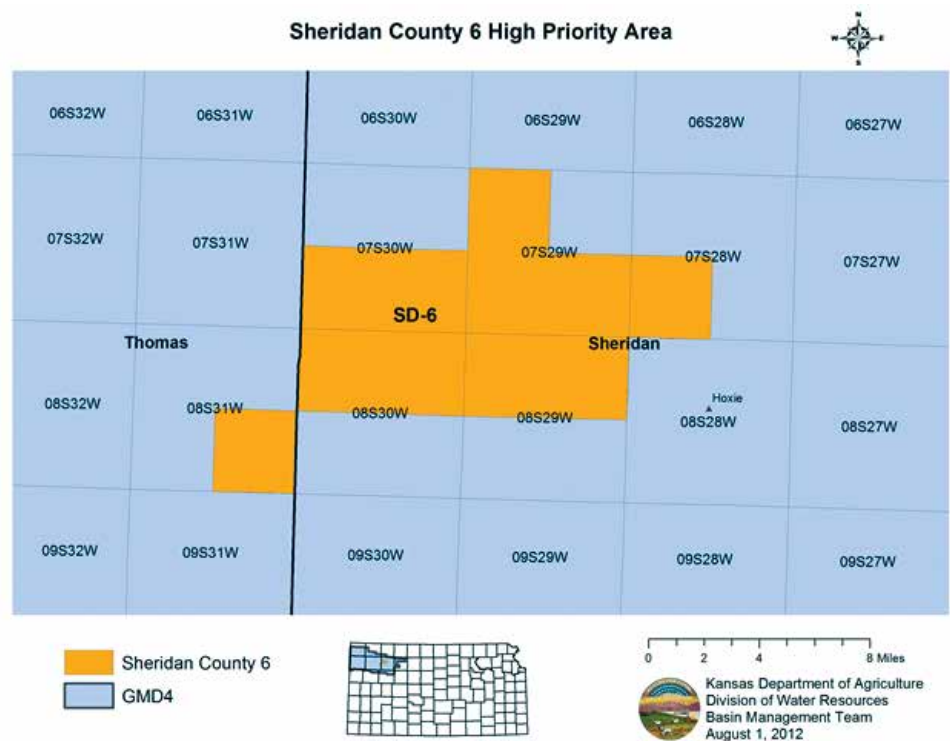 Sheridan County 6 High Priority Area
N
W E
S
06S32W 06S31W 06S30W 06S29W 06S28W 06S27W
07S32W 07S31W 07S30W 07S29W 07S28W 07S27W
SD-6
Thomas Sheridan
Hoxie
08S32W 08S31W 08S30W 08S29W 08S28W 08S27W
09S32W 09S31W 09S30W 09S29W 09S28W 09S27W
Sheridan County 6
GMD4
0 2 4 8 Miles
Kansas Department of Agriculture
Division of Water Resources
Basin Management Team
August 1, 2012